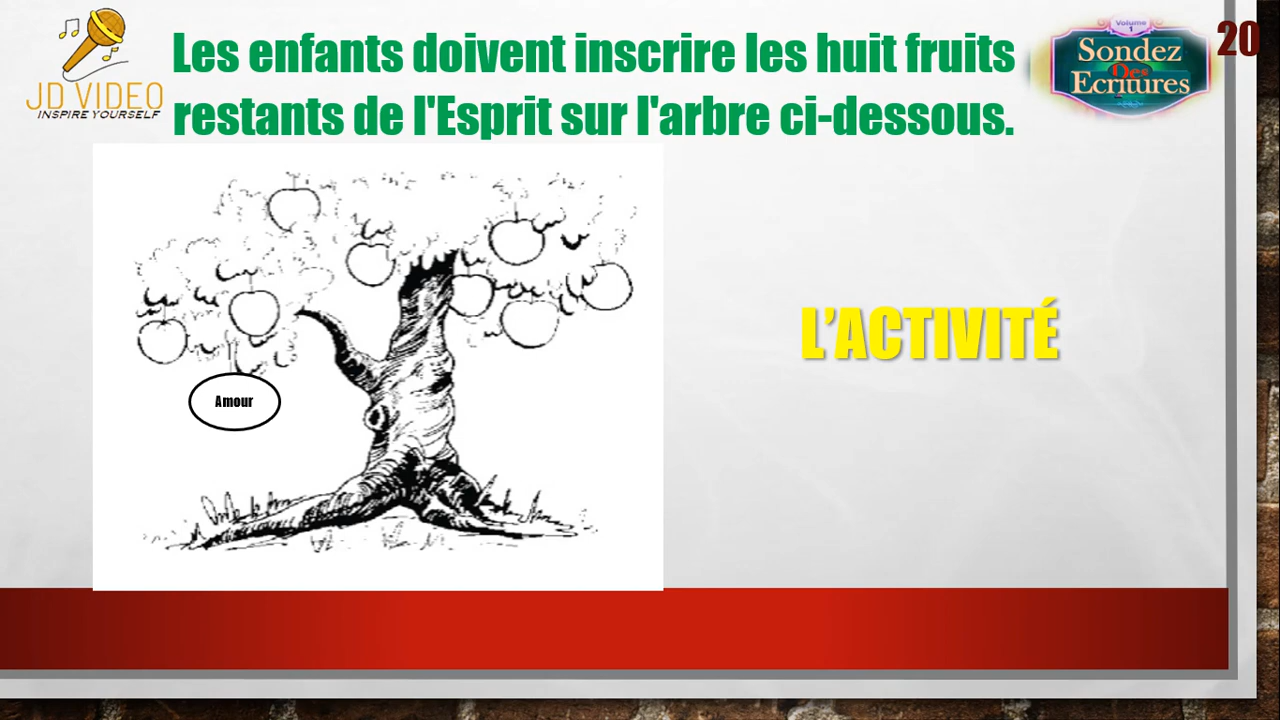 Les enfants doivent inscrire les huit fruits
restants de l'Esprit sur l'arbre ci-dessous.
JD VIDEO
INSPIRE YOURSELF
Volume
1
Sondez
Des
Ecritures
20
L'ACTIVITÉ
Amour